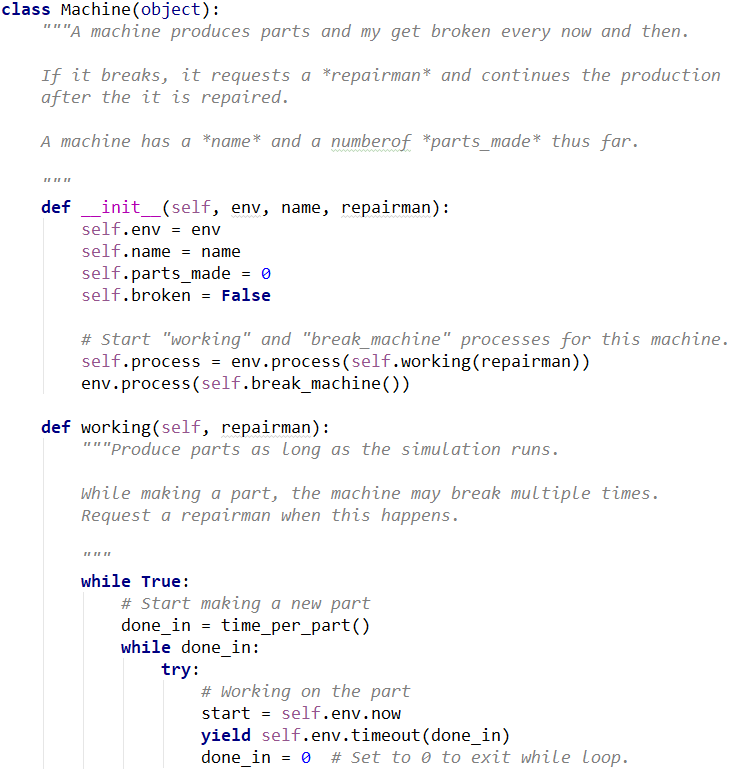 class Machine(object):
    """A machine produces parts and my get broken every now and then.

    If it breaks, it requests a *repairman* and continues the production
    after the it is repaired.

    A machine has a *name* and a numberof *parts_made* thus far.

    """
    def __init__(self, env, name, repairman):
        self.env = env
        self.name = name
        self.parts_made = 0
        self.broken = False

        # Start "working" and "break_machine" processes for this machine.
        self.process = env.process(self.working(repairman))
        env.process(self.break_machine())

    def working(self, repairman):
        """Produce parts as long as the simulation runs.

        While making a part, the machine may break multiple times.
        Request a repairman when this happens.

        """
        while True:
            # Start making a new part
            done_in = time_per_part()
            while done_in:
                try:
                    # Working on the part
                    start = self.env.now
                    yield self.env.timeout(done_in)
                    done_in = 0  # Set to 0 to exit while loop.